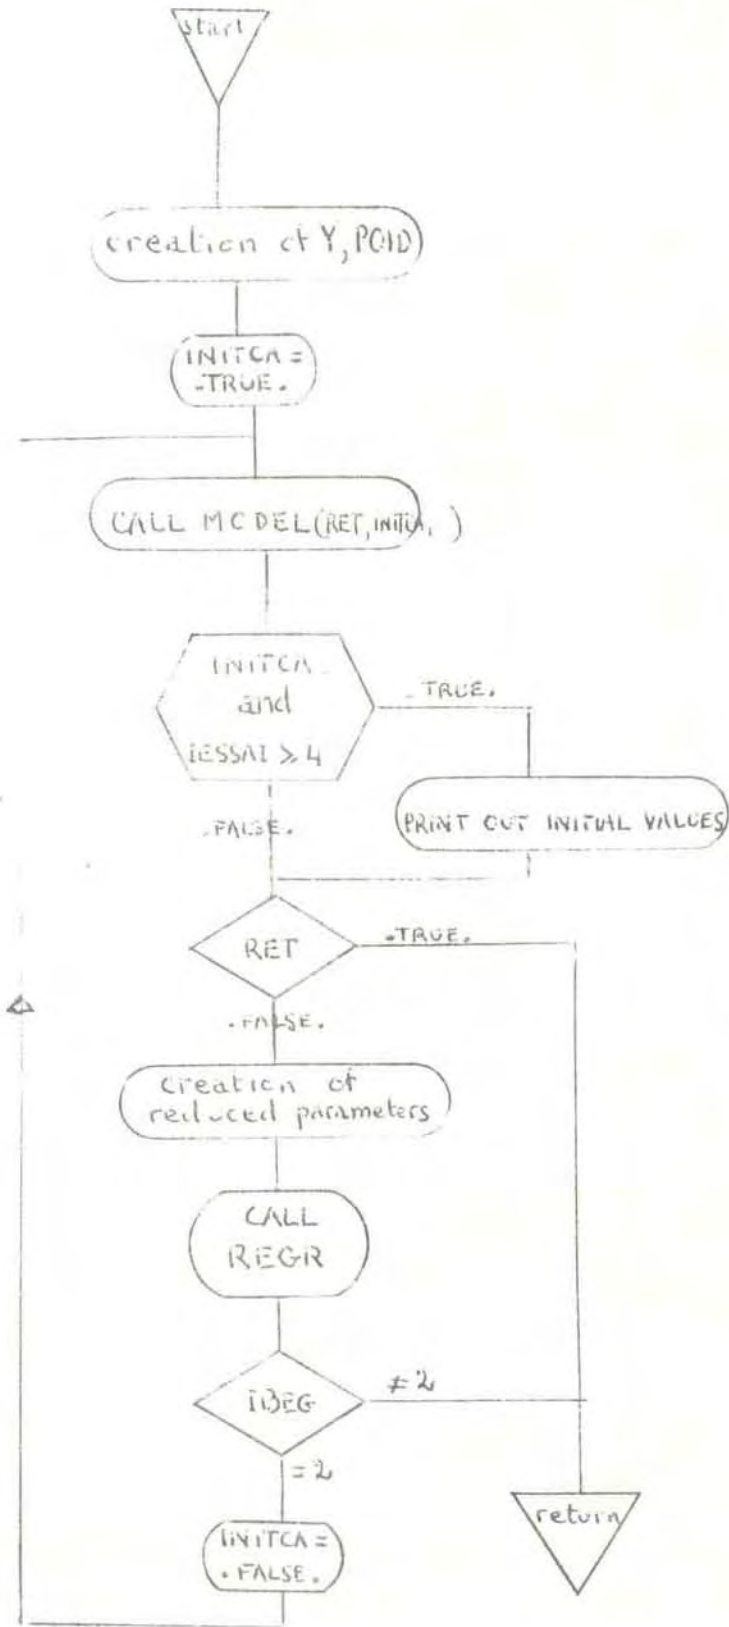 start
creation of Y, POID
INITCA =
.TRUE.
CALL MODEL(RET, INITCA, )
INITCA
and
IESSAI ≥ 4
.TRUE.
PRINT OUT INITIAL VALUES
.FALSE.
RET
.TRUE.
.FALSE.
creation of
reduced parameters
CALL
REGR
IBEG
≠ 2
= 2
INITCA =
.FALSE.
return